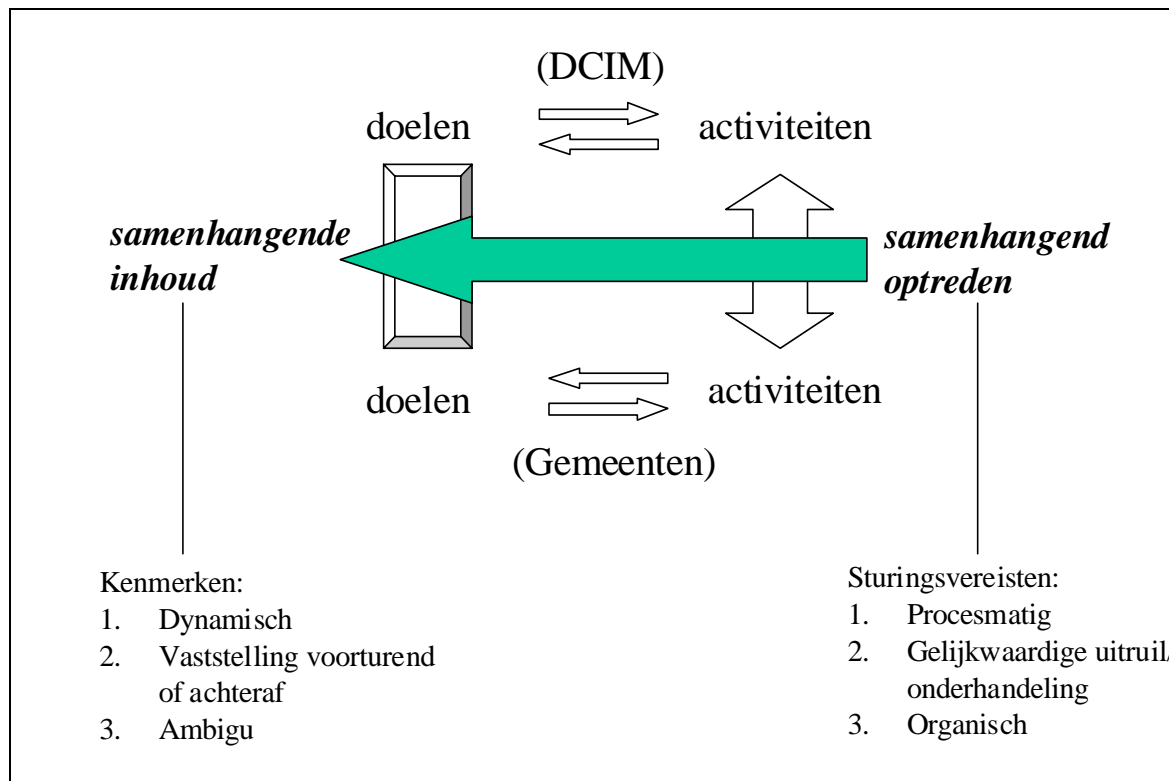 (DCIM)
doelen
activiteiten
samenhangende
inhoud
samenhangend
optreden
doelen
activiteiten
(Gemeenten)
Kenmerken:
1. Dynamisch
2. Vaststelling voorturend
of achteraf
3. Ambigu
Sturingsvereisten:
1. Procesmatig
2. Gelijkwaardige uitruil/
onderhandeling
3. Organisch